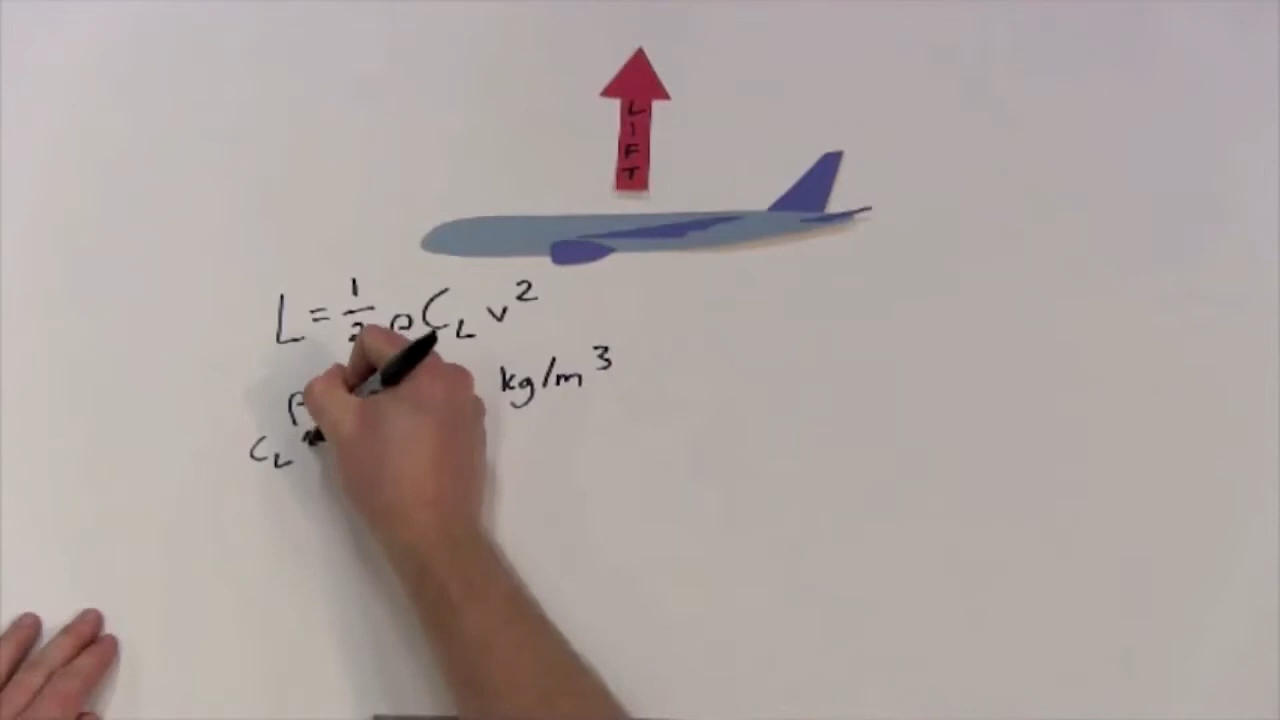 LIFT
L = 1/2 ρ C_L v²
ρ kg/m³
C_L